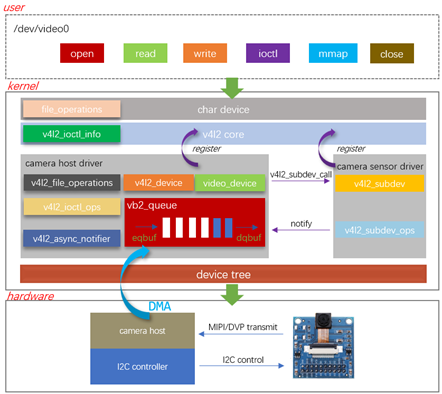 user
/dev/video0
open
read
write
ioctl
mmap
close
kernel
file_operations
char device
v4l2_ioctl_info
v4l2 core
register
register
camera host driver
camera sensor driver
v4l2_file_operations
v4l2_device
video_device
v4l2_subdev_call
v4l2_subdev
v4l2_ioctl_ops
vb2_queue
eqbuf
dqbuf
notify
v4l2_subdev_ops
v4l2_async_notifier
device tree
hardware
DMA
camera host
MIPI/DVP transmit
I2C controller
I2C control